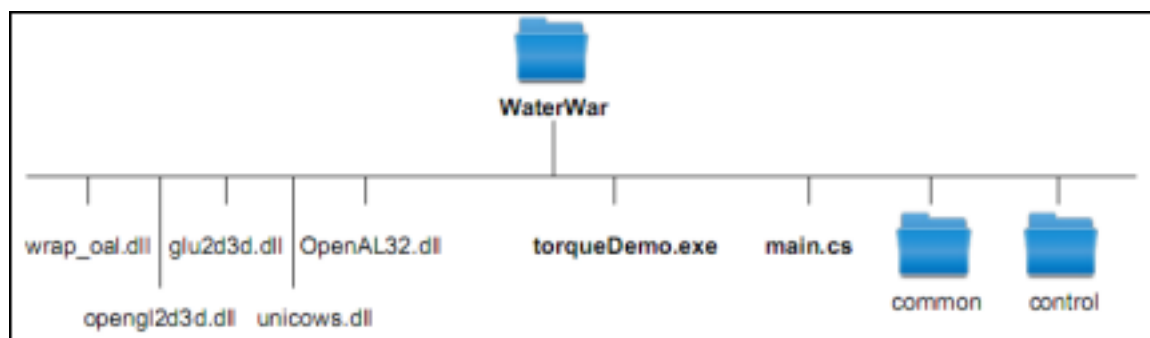 WaterWar
wrap_oal.dll glu2d3d.dll OpenAL32.dll torqueDemo.exe main.cs
common control
opengl2d3d.dll unicows.dll